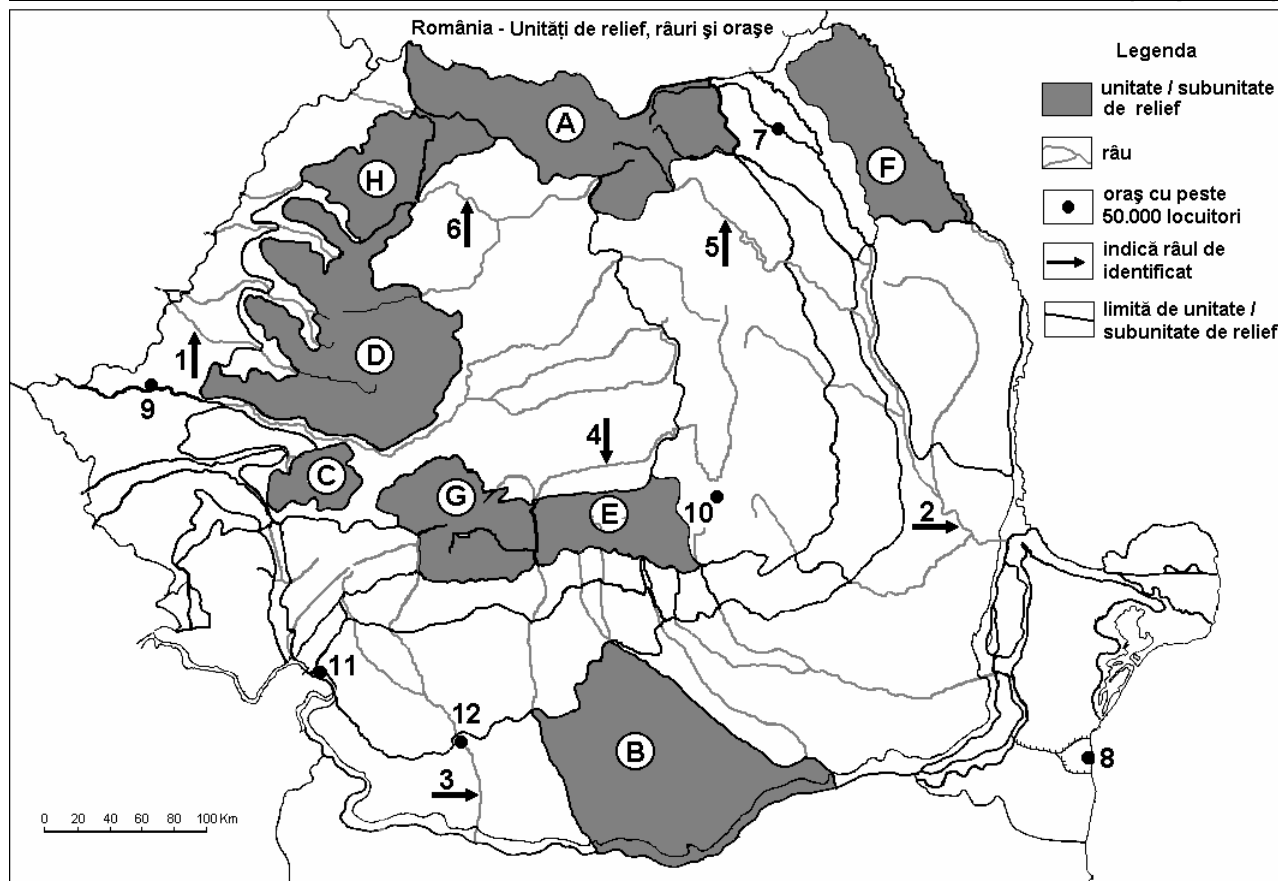 România - Unități de relief, râuri și orașe
Legenda
unitate / subunitate
de relief
râu
oraș cu peste
50.000 locuitori
indică râul de
identificat
limită de unitate /
subunitate de relief
A
7
F
H
6
5
D
1
9
4
C
G
E
10
2
11
12
B
8
3
0 20 40 60 80 100 Km